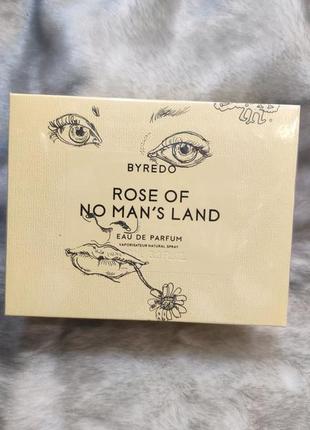 BYREDO
ROSE OF
NO MAN'S LAND
EAU DE PARFUM
VAPORISATEUR NATURAL SPRAY